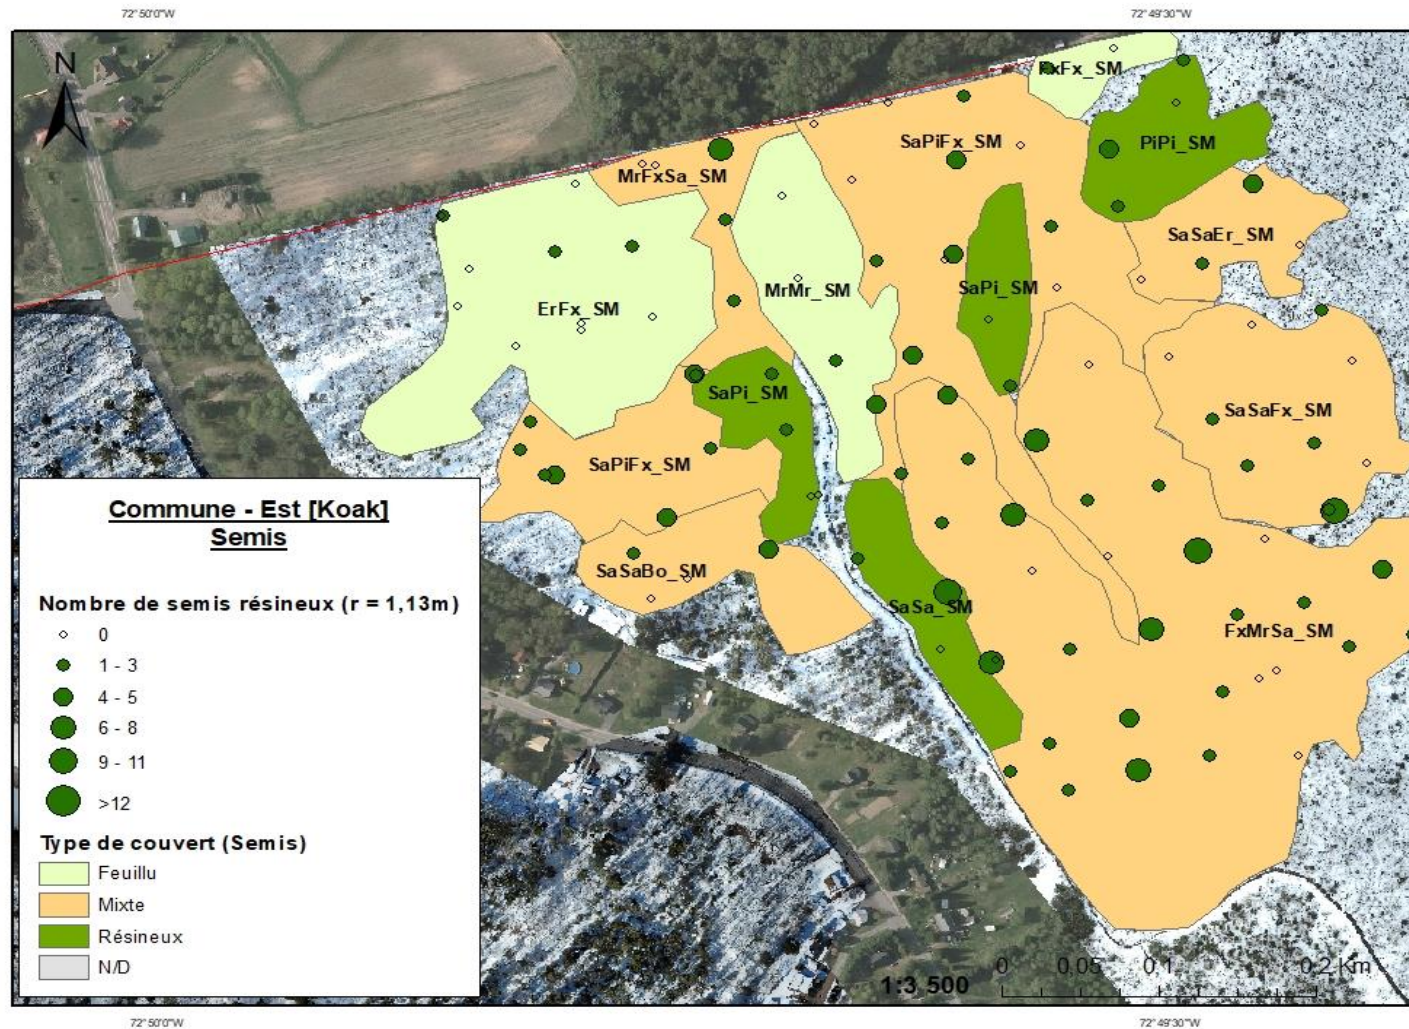 72°50'0"W
72°49'30"W
N
FxFx_SM
SaPiFx_SM
PiPi_SM
MrFxSa_SM
SaSaEr_SM
MrMr_SM
SaPi_SM
ErFx_SM
SaPi_SM
SaSaFx_SM
SaPiFx_SM
SaSaBo_SM
SaSa_SM
FxMrSa_SM
Commune - Est [Koak]
Semis
Nombre de semis résineux (r = 1,13m)
0
1 - 3
4 - 5
6 - 8
9 - 11
>12
Type de couvert (Semis)
Feuillu
Mixte
Résineux
N/D
1:3 500
0 0,05 0,1 0,2 Km
72°50'0"W
72°49'30"W